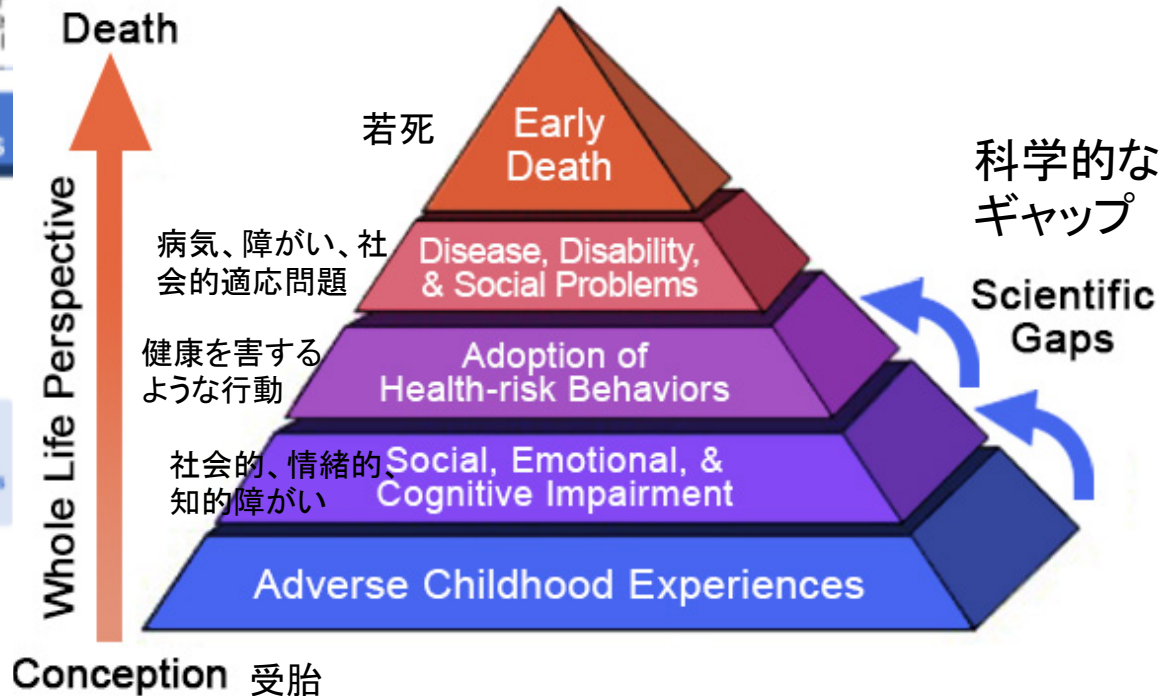 Death
若死
Early
Death
科学的な
ギャップ
Whole Life Perspective
病気、障がい、社
会的適応問題
Disease, Disability,
& Social Problems
Scientific
Gaps
健康を害する
ような行動
Adoption of
Health-risk Behaviors
社会的、情緒的、
知的障がい
Social, Emotional, &
Cognitive Impairment
Adverse Childhood Experiences
Conception 受胎